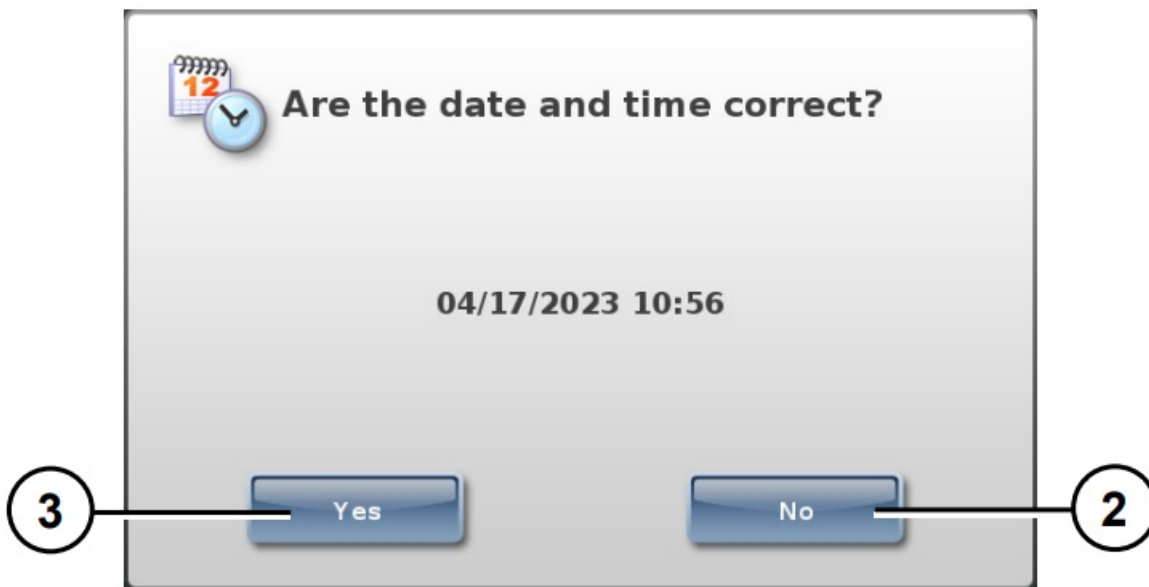 12
Are the date and time correct?
04/17/2023 10:56
3
Yes
No
2